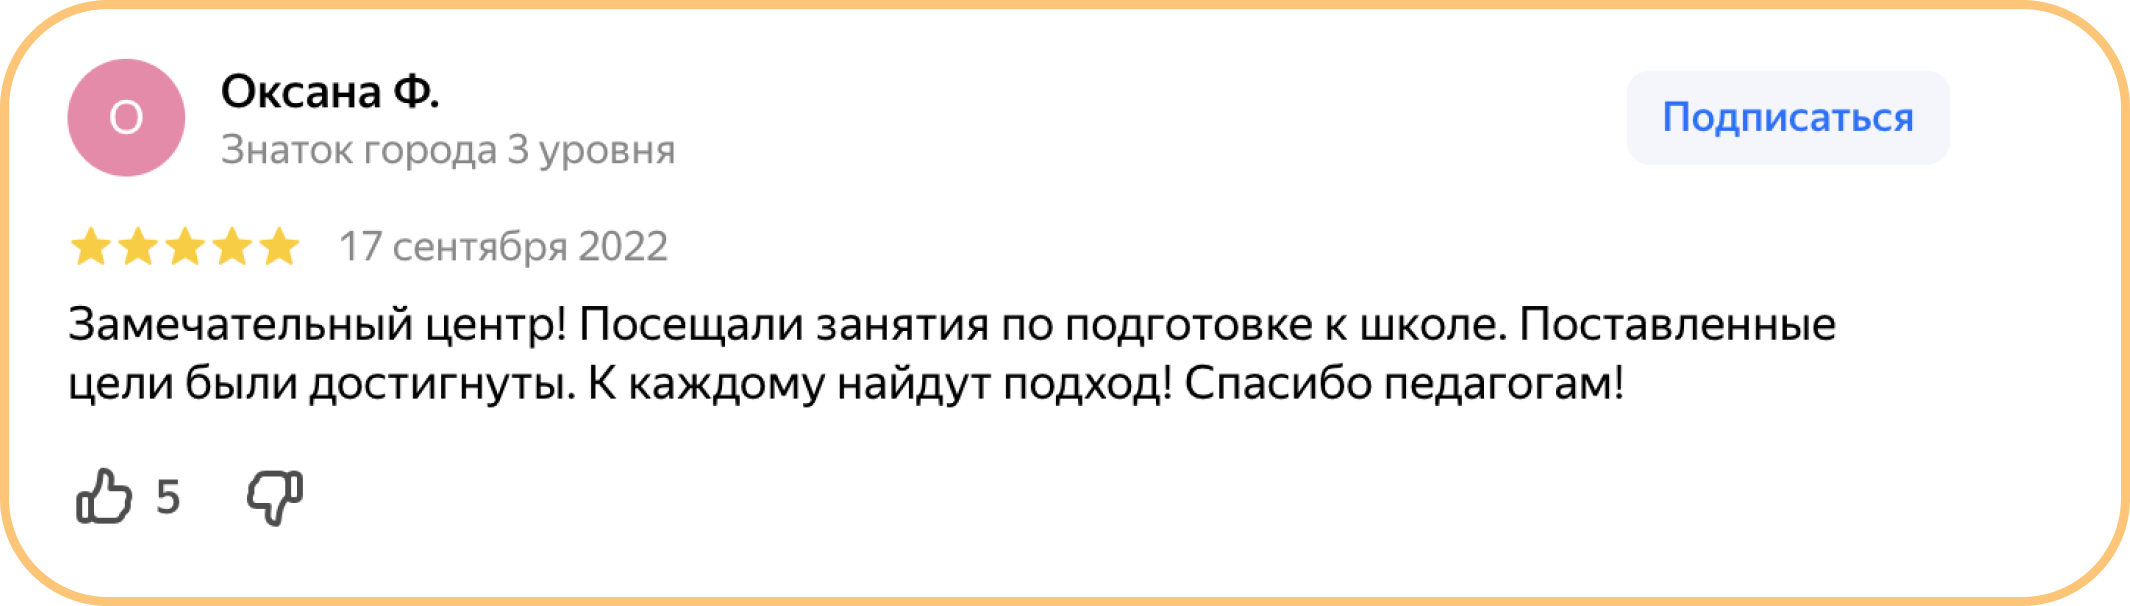 О
Оксана Ф.
Знаток города 3 уровня
Подписаться
17 сентября 2022
Замечательный центр! Посещали занятия по подготовке к школе. Поставленные
цели были достигнуты. К каждому найдут подход! Спасибо педагогам!
5